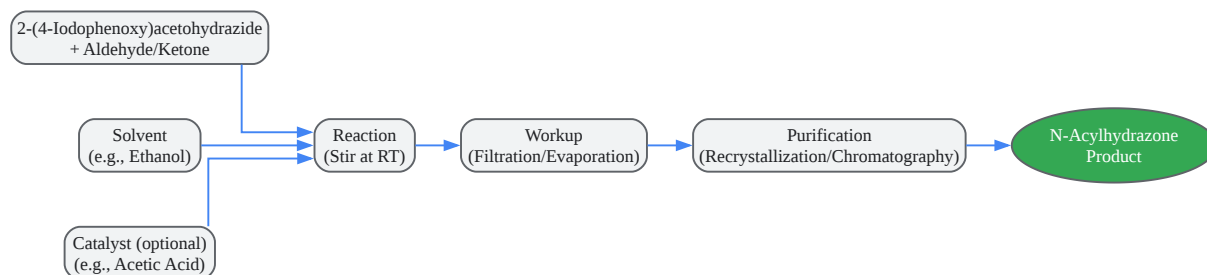 2-(4-Iodophenoxy)acetohydrazide
+ Aldehyde/Ketone
Solvent
(e.g., Ethanol)
Catalyst (optional)
(e.g., Acetic Acid)
Reaction
(Stir at RT)
Workup
(Filtration/Evaporation)
Purification
(Recrystallization/Chromatography)
N-Acylhydrazone
Product